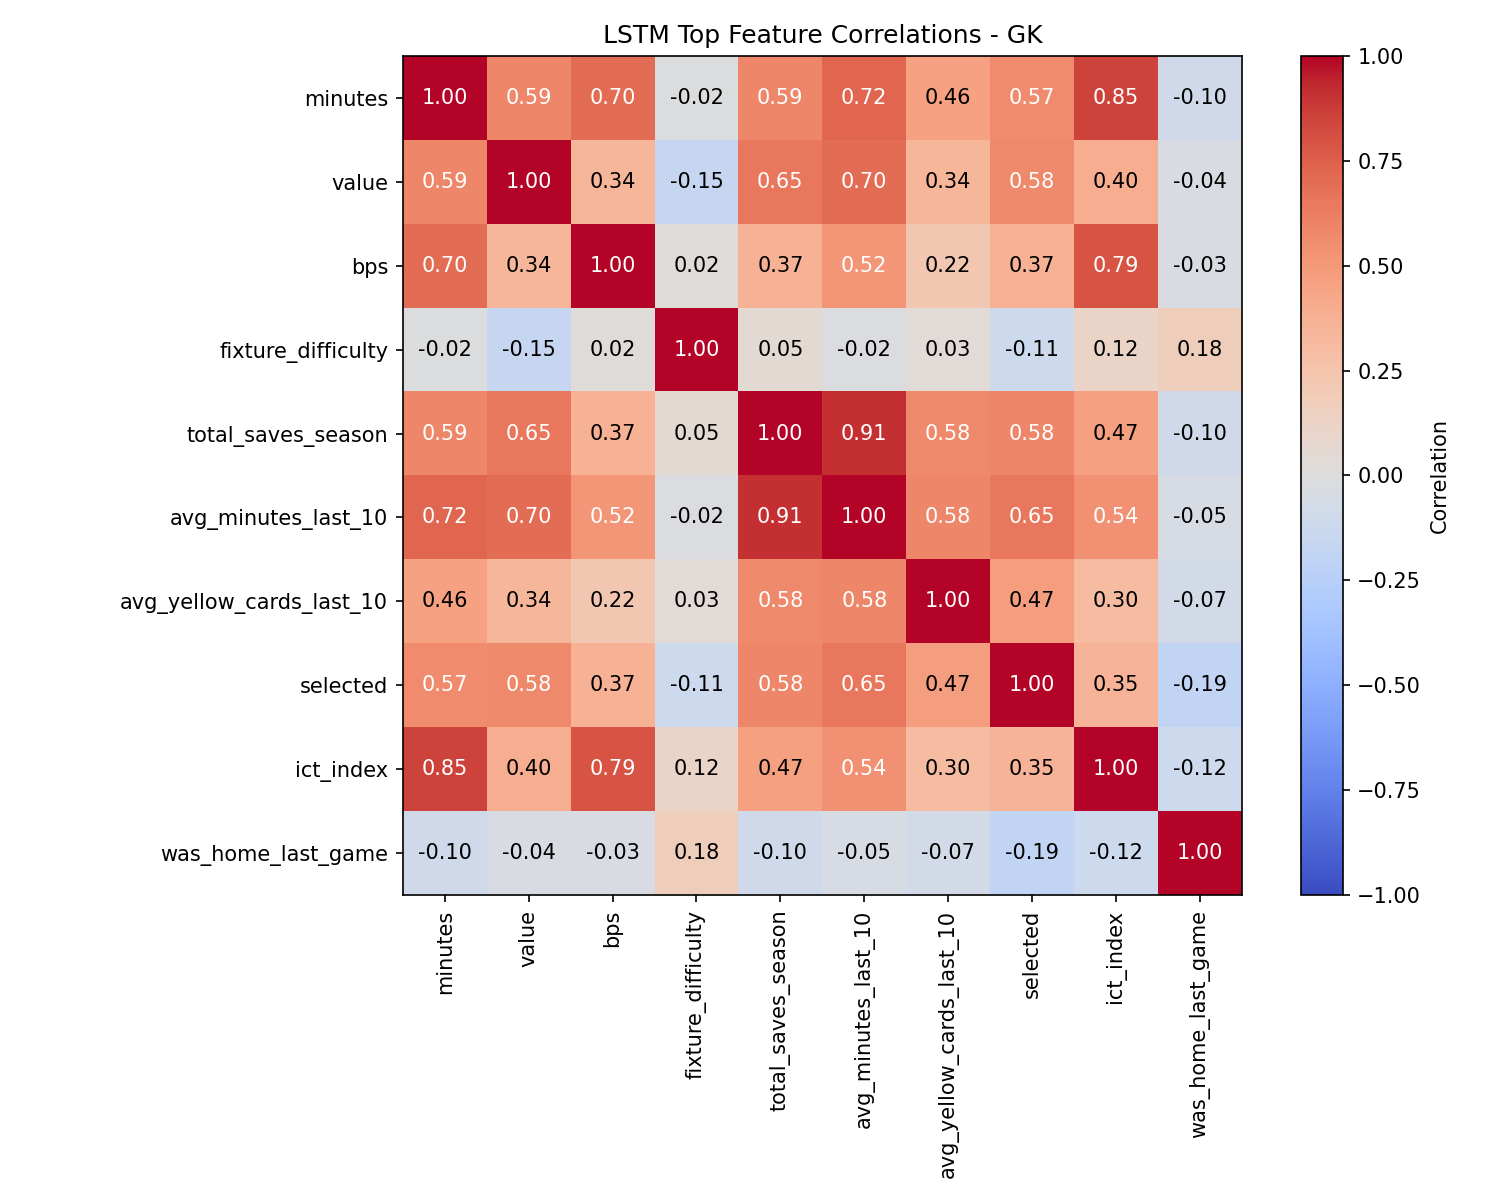 LSTM Top Feature Correlations - GK
minutes 1.00 0.59 0.70 -0.02 0.59 0.72 0.46 0.57 0.85 -0.10
value 0.59 1.00 0.34 -0.15 0.65 0.70 0.34 0.58 0.40 -0.04
bps 0.70 0.34 1.00 0.02 0.37 0.52 0.22 0.37 0.79 -0.03
fixture_difficulty -0.02 -0.15 0.02 1.00 0.05 -0.02 0.03 -0.11 0.12 0.18
total_saves_season 0.59 0.65 0.37 0.05 1.00 0.91 0.58 0.58 0.47 -0.10
avg_minutes_last_10 0.72 0.70 0.52 -0.02 0.91 1.00 0.58 0.65 0.54 -0.05
avg_yellow_cards_last_10 0.46 0.34 0.22 0.03 0.58 0.58 1.00 0.47 0.30 -0.07
selected 0.57 0.58 0.37 -0.11 0.58 0.65 0.47 1.00 0.35 -0.19
ict_index 0.85 0.40 0.79 0.12 0.47 0.54 0.30 0.35 1.00 -0.12
was_home_last_game -0.10 -0.04 -0.03 0.18 -0.10 -0.05 -0.07 -0.19 -0.12 1.00
minutes
value
bps
fixture_difficulty
total_saves_season
avg_minutes_last_10
avg_yellow_cards_last_10
selected
ict_index
was_home_last_game
1.00
0.75
0.50
0.25
0.00
−0.25
−0.50
−0.75
−1.00
Correlation